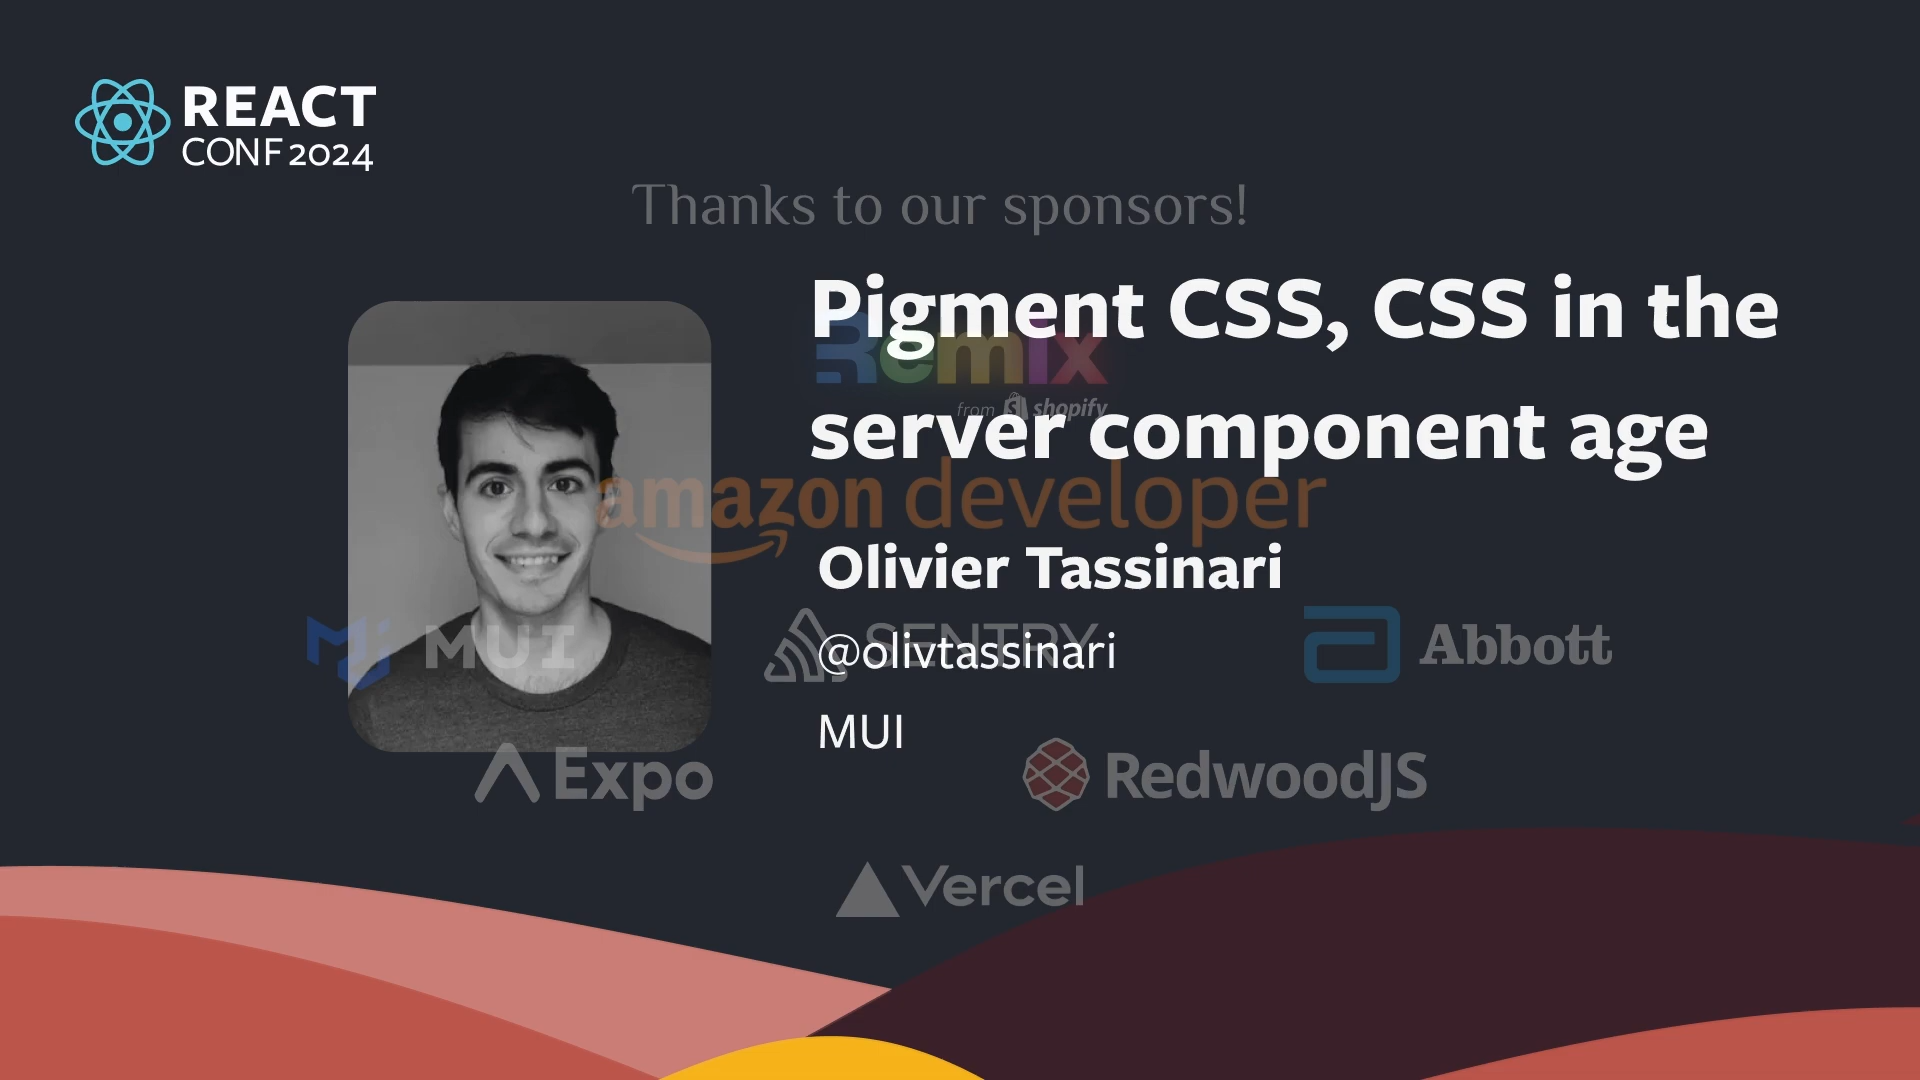 REACT
CONF 2024
Thanks to our sponsors!
Pigment CSS, CSS in the
server component age
Remix
from shopify
amazon developer
Olivier Tassinari
@olivtassinari
MUI
MUI
SENTRY
Abbott
Expo
RedwoodJS
Vercel